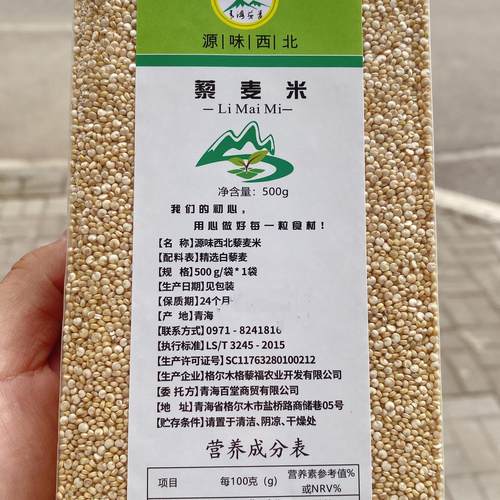 源|味|西|北
藜麦米
—Li Mai Mi—
净含量：500g
我们的初心，
用心做好每一粒食材！
【名 称】源味西北藜麦米
【配料表】精选白藜麦
【规 格】500 g/袋*1袋
【生产日期】见包装
【保质期】24个月
【产 地】青海
【联系方式】0971 - 8241816
【执行标准】LS/T 3245 - 2015
【生产许可证号】SC11763280100212
【生产企业】格尔木格藜福农业开发有限公司
【委 托 方】青海百堂商贸有限公司
【地 址】青海省格尔木市盐桥路商储巷05号
【贮存条件】请置于清洁、阴凉、干燥处
营养成分表
项目 每100克（g） 营养素参考值%
或NRV%